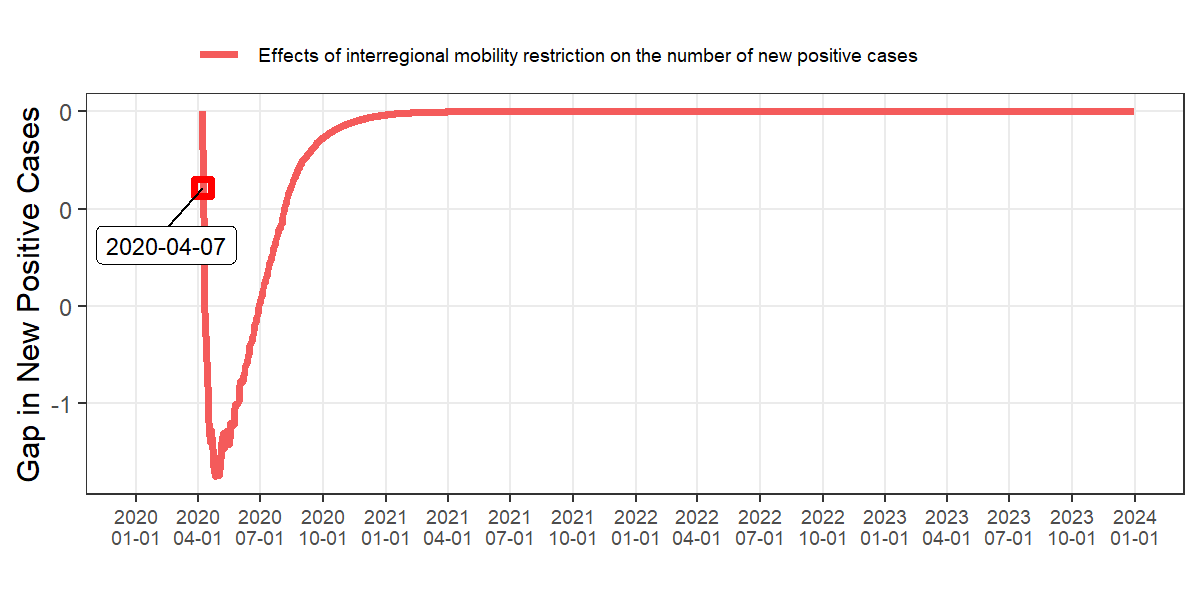 Effects of interregional mobility restriction on the number of new positive cases
Gap in New Positive Cases
0
0
0
-1
2020-04-07
2020 2020 2020 2020 2021 2021 2021 2021 2022 2022 2022 2022 2023 2023 2023 2023 2024
01-01 04-01 07-01 10-01 01-01 04-01 07-01 10-01 01-01 04-01 07-01 10-01 01-01 04-01 07-01 10-01 01-01